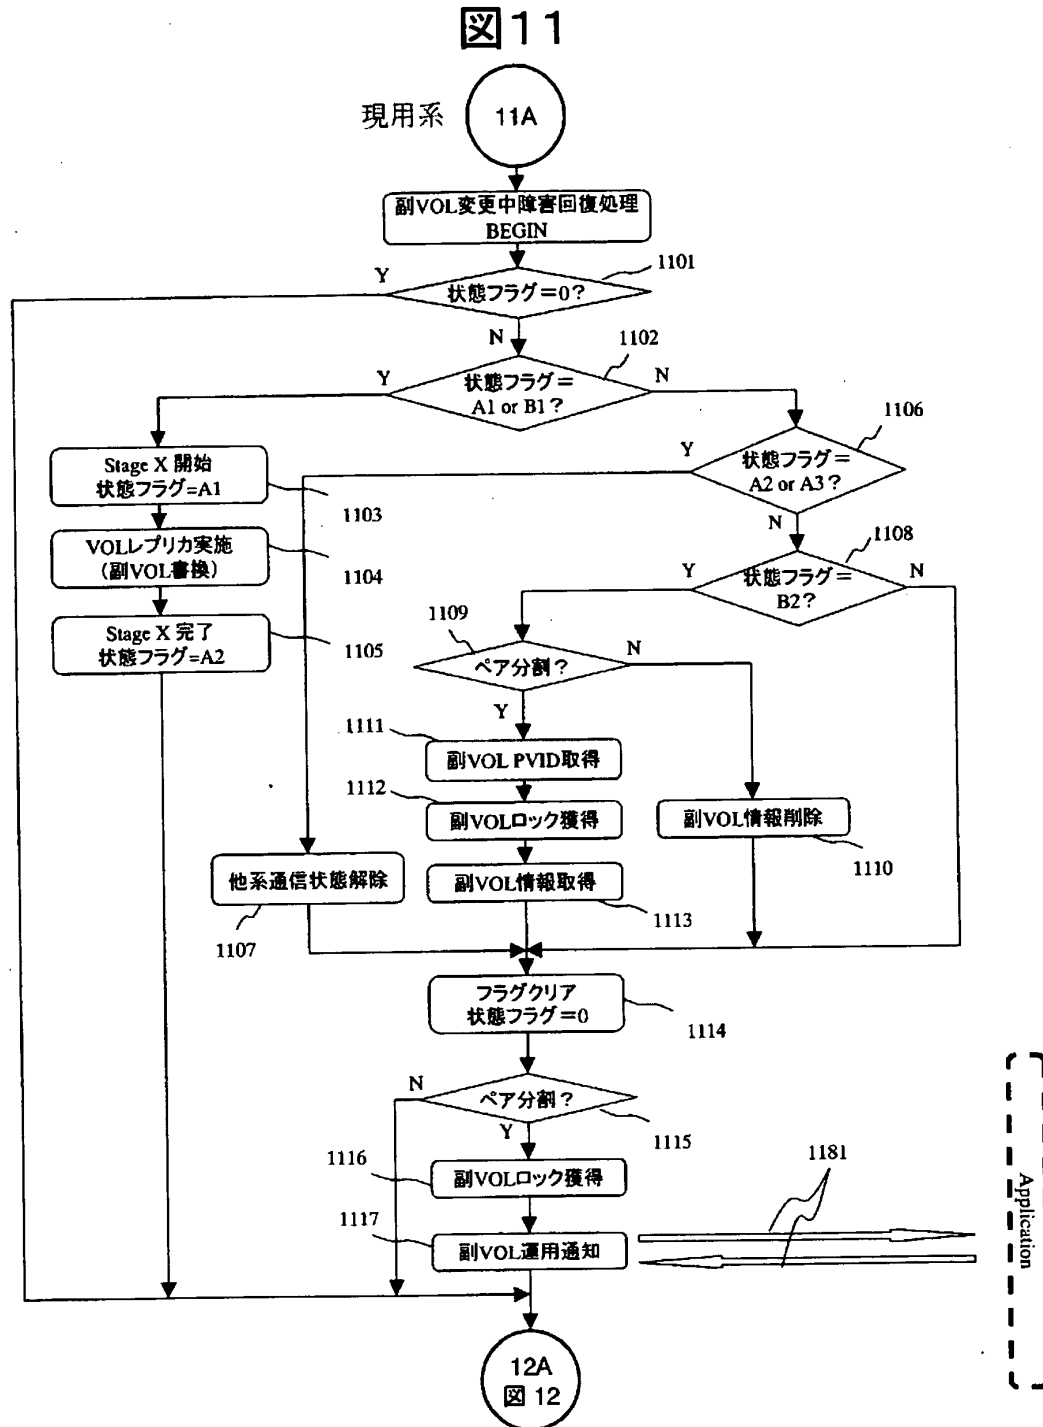 図11
現用系
11A
副VOL変更中障害回復処理
BEGIN
1101
Y
状態フラグ=0?
N
1102
Y
状態フラグ=
A1 or B1?
N
1106
Y
状態フラグ=
A2 or A3?
N
Stage X 開始
状態フラグ=A1
1103
VOLレプリカ実施
(副VOL書換)
1104
Stage X 完了
状態フラグ=A2
1105
1108
Y
状態フラグ=
B2?
N
1109
ペア分割?
N
Y
1111
副VOL PVID取得
1112
副VOLロック獲得
副VOL情報削除
1110
他系通信状態解除
1107
副VOL情報取得
1113
フラグクリア
状態フラグ=0
1114
N
ペア分割?
1115
Y
1116
副VOLロック獲得
1117
副VOL運用通知
1181
Application
12A
図 12